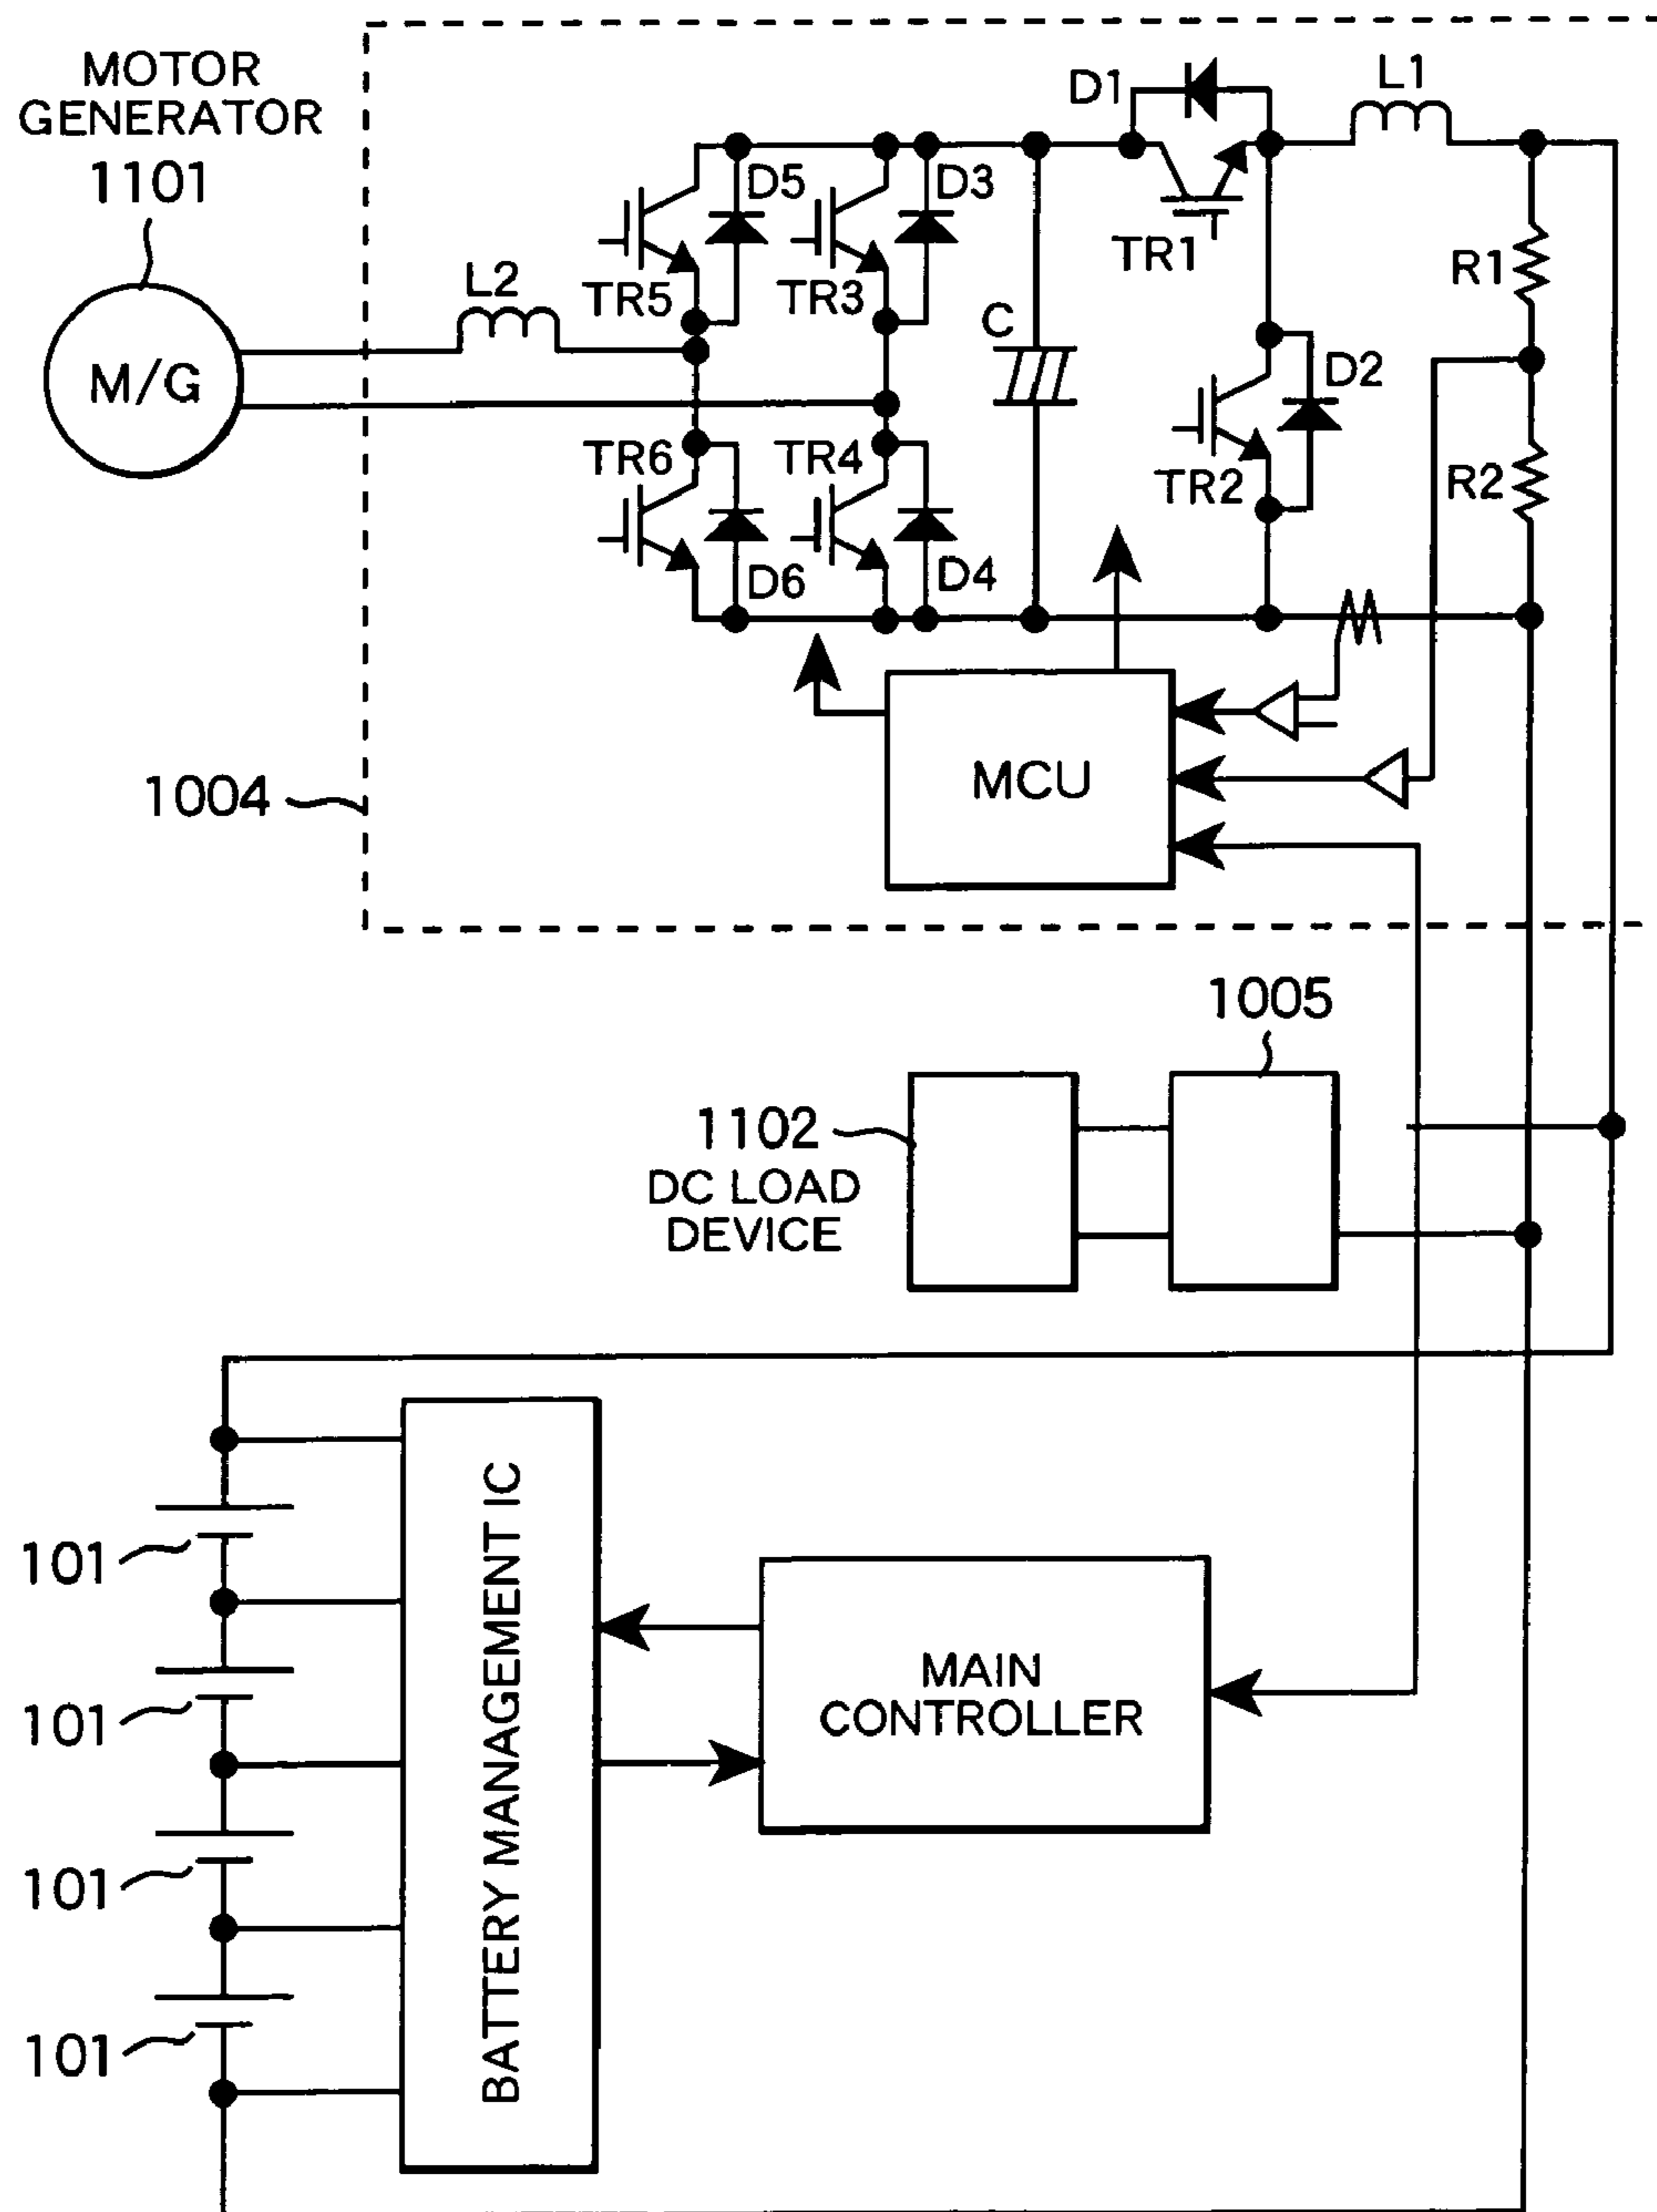 MOTOR
GENERATOR
1101
M/G
L2
D1
L1
D5
D3
TR5
TR3
TR1
R1
C
D2
TR6
TR4
TR2
R2
D6
D4
MCU
1004
1005
1102
DC LOAD
DEVICE
BATTERY MANAGEMENT IC
MAIN
CONTROLLER
101
101
101
101